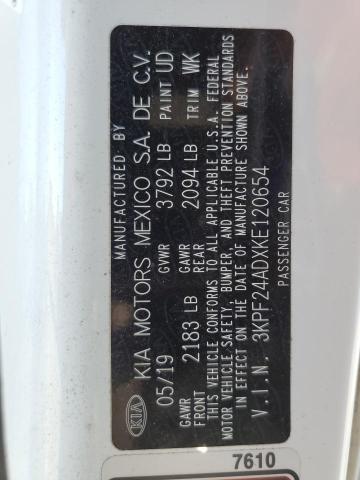 MANUFACTURED BY
KIA KIA MOTORS MEXICO S.A. DE C.V.
05/19 GVWR 3792 LB PAINT UD
GAWR FRONT 2183 LB GAWR REAR 2094 LB TRIM WK
THIS VEHICLE CONFORMS TO ALL APPLICABLE U.S.A. FEDERAL
MOTOR VEHICLE SAFETY, BUMPER, AND THEFT PREVENTION STANDARDS
IN EFFECT ON THE DATE OF MANUFACTURE SHOWN ABOVE.
V.I.N. 3KPF24ADXKE120654
PASSENGER CAR
7610